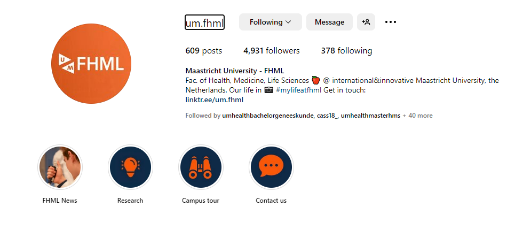 um.fhml
Following
Message
609 posts
4,931 followers
378 following
Maastricht University - FHML
Fac. of Health, Medicine, Life Sciences 🫀 @ international&innovative Maastricht University, the
Netherlands. Our life in 📷 #mylifeatfhml Get in touch:
linktr.ee/um.fhml
Followed by umhealthbachelorgeneeskunde, cass18_, umhealthmasterhms + 40 more
UM FHML
FHML News
Research
Campus tour
Contact us